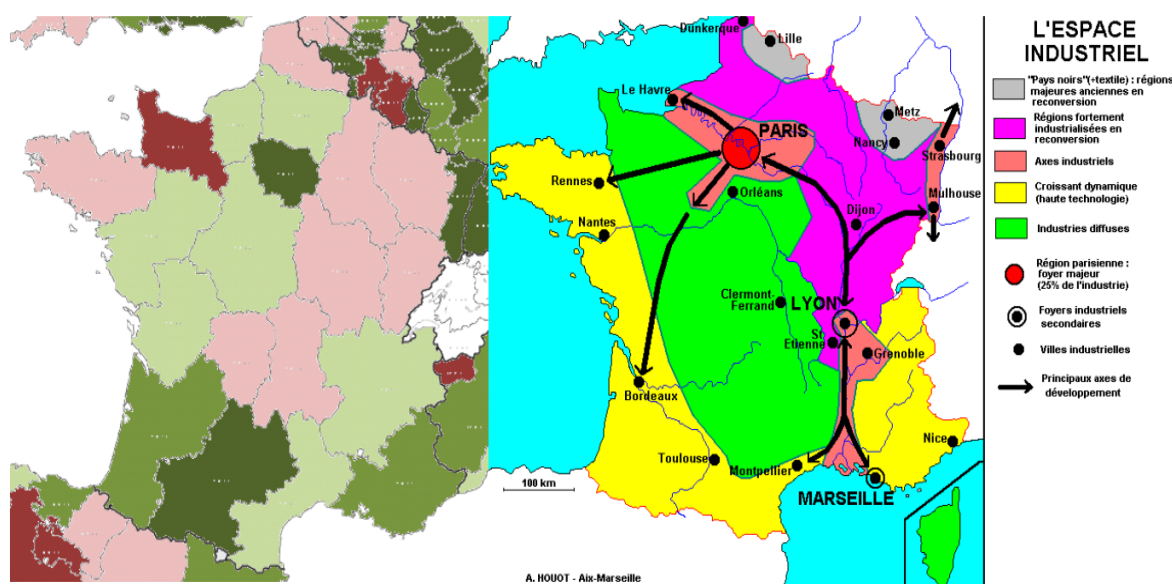 Dunkerque
Lille
Le Havre
Metz
PARIS
Nancy
Strasbourg
Rennes
Orléans
Mulhouse
Nantes
Dijon
Clermont-
Ferrand
LYON
St
Etienne
Grenoble
Bordeaux
Toulouse
Montpellier
Nice
MARSEILLE
100 km
A. HOUOT - Aix-Marseille
L'ESPACE
INDUSTRIEL
"Pays noirs"(+textile) : régions
majeures anciennes en
reconversion
Régions fortement
industrialisées en
reconversion
Axes industriels
Croissant dynamique
(haute technologie)
Industries diffuses
Région parisienne :
foyer majeur
(25% de l'industrie)
Foyers industriels
secondaires
Villes industrielles
Principaux axes de
développement